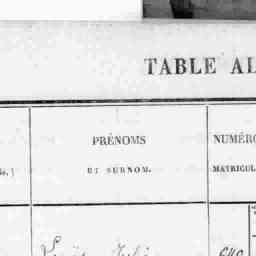 TABLE AL
PRÉNOMS
ET SURNOM.
NUMÉRO
MATRICUL